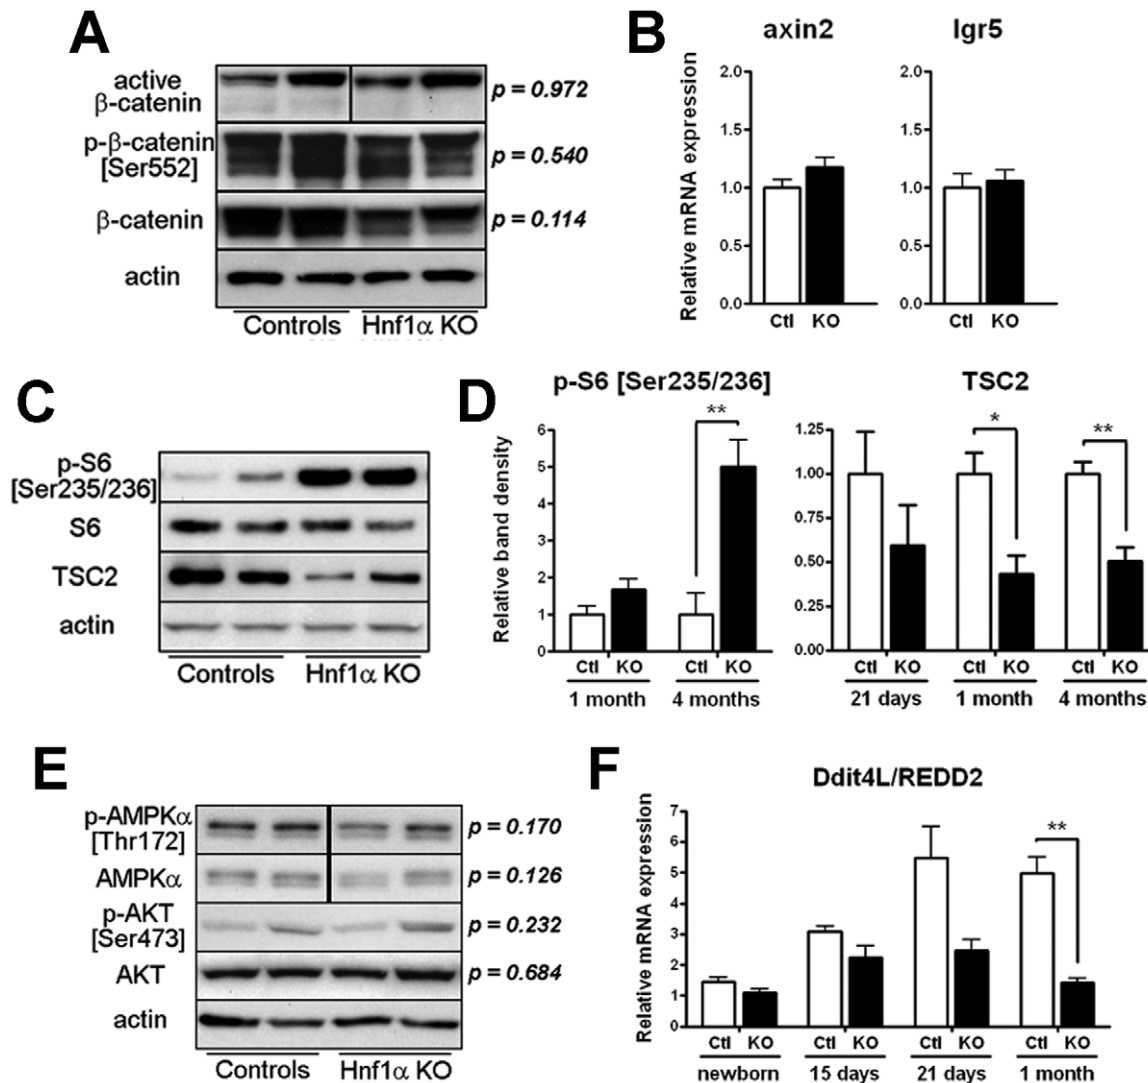 A
active
β-catenin
p = 0.972
p-β-catenin
[Ser552]
p = 0.540
β-catenin
p = 0.114
actin
Controls Hnf1α KO
B
axin2 lgr5
Relative mRNA expression
2.0 2.0
1.5 1.5
1.0 1.0
0.5 0.5
0.0 0.0
Ctl KO Ctl KO
C
p-S6
[Ser235/236]
S6
TSC2
actin
Controls Hnf1α KO
D
p-S6 [Ser235/236] TSC2
Relative band density
6
5
4
3
2
1
0
**
Ctl KO Ctl KO
1 month 4 months
1.25
1.00
0.75
0.50
0.25
0.00
* **
Ctl KO Ctl KO Ctl KO
21 days 1 month 4 months
E
p-AMPKα
[Thr172]
p = 0.170
AMPKα
p = 0.126
p-AKT
[Ser473]
p = 0.232
AKT
p = 0.684
actin
Controls Hnf1α KO
F
Ddit4L/REDD2
Relative mRNA expression
7
6
5
4
3
2
1
0
**
Ctl KO Ctl KO Ctl KO Ctl KO
newborn 15 days 21 days 1 month